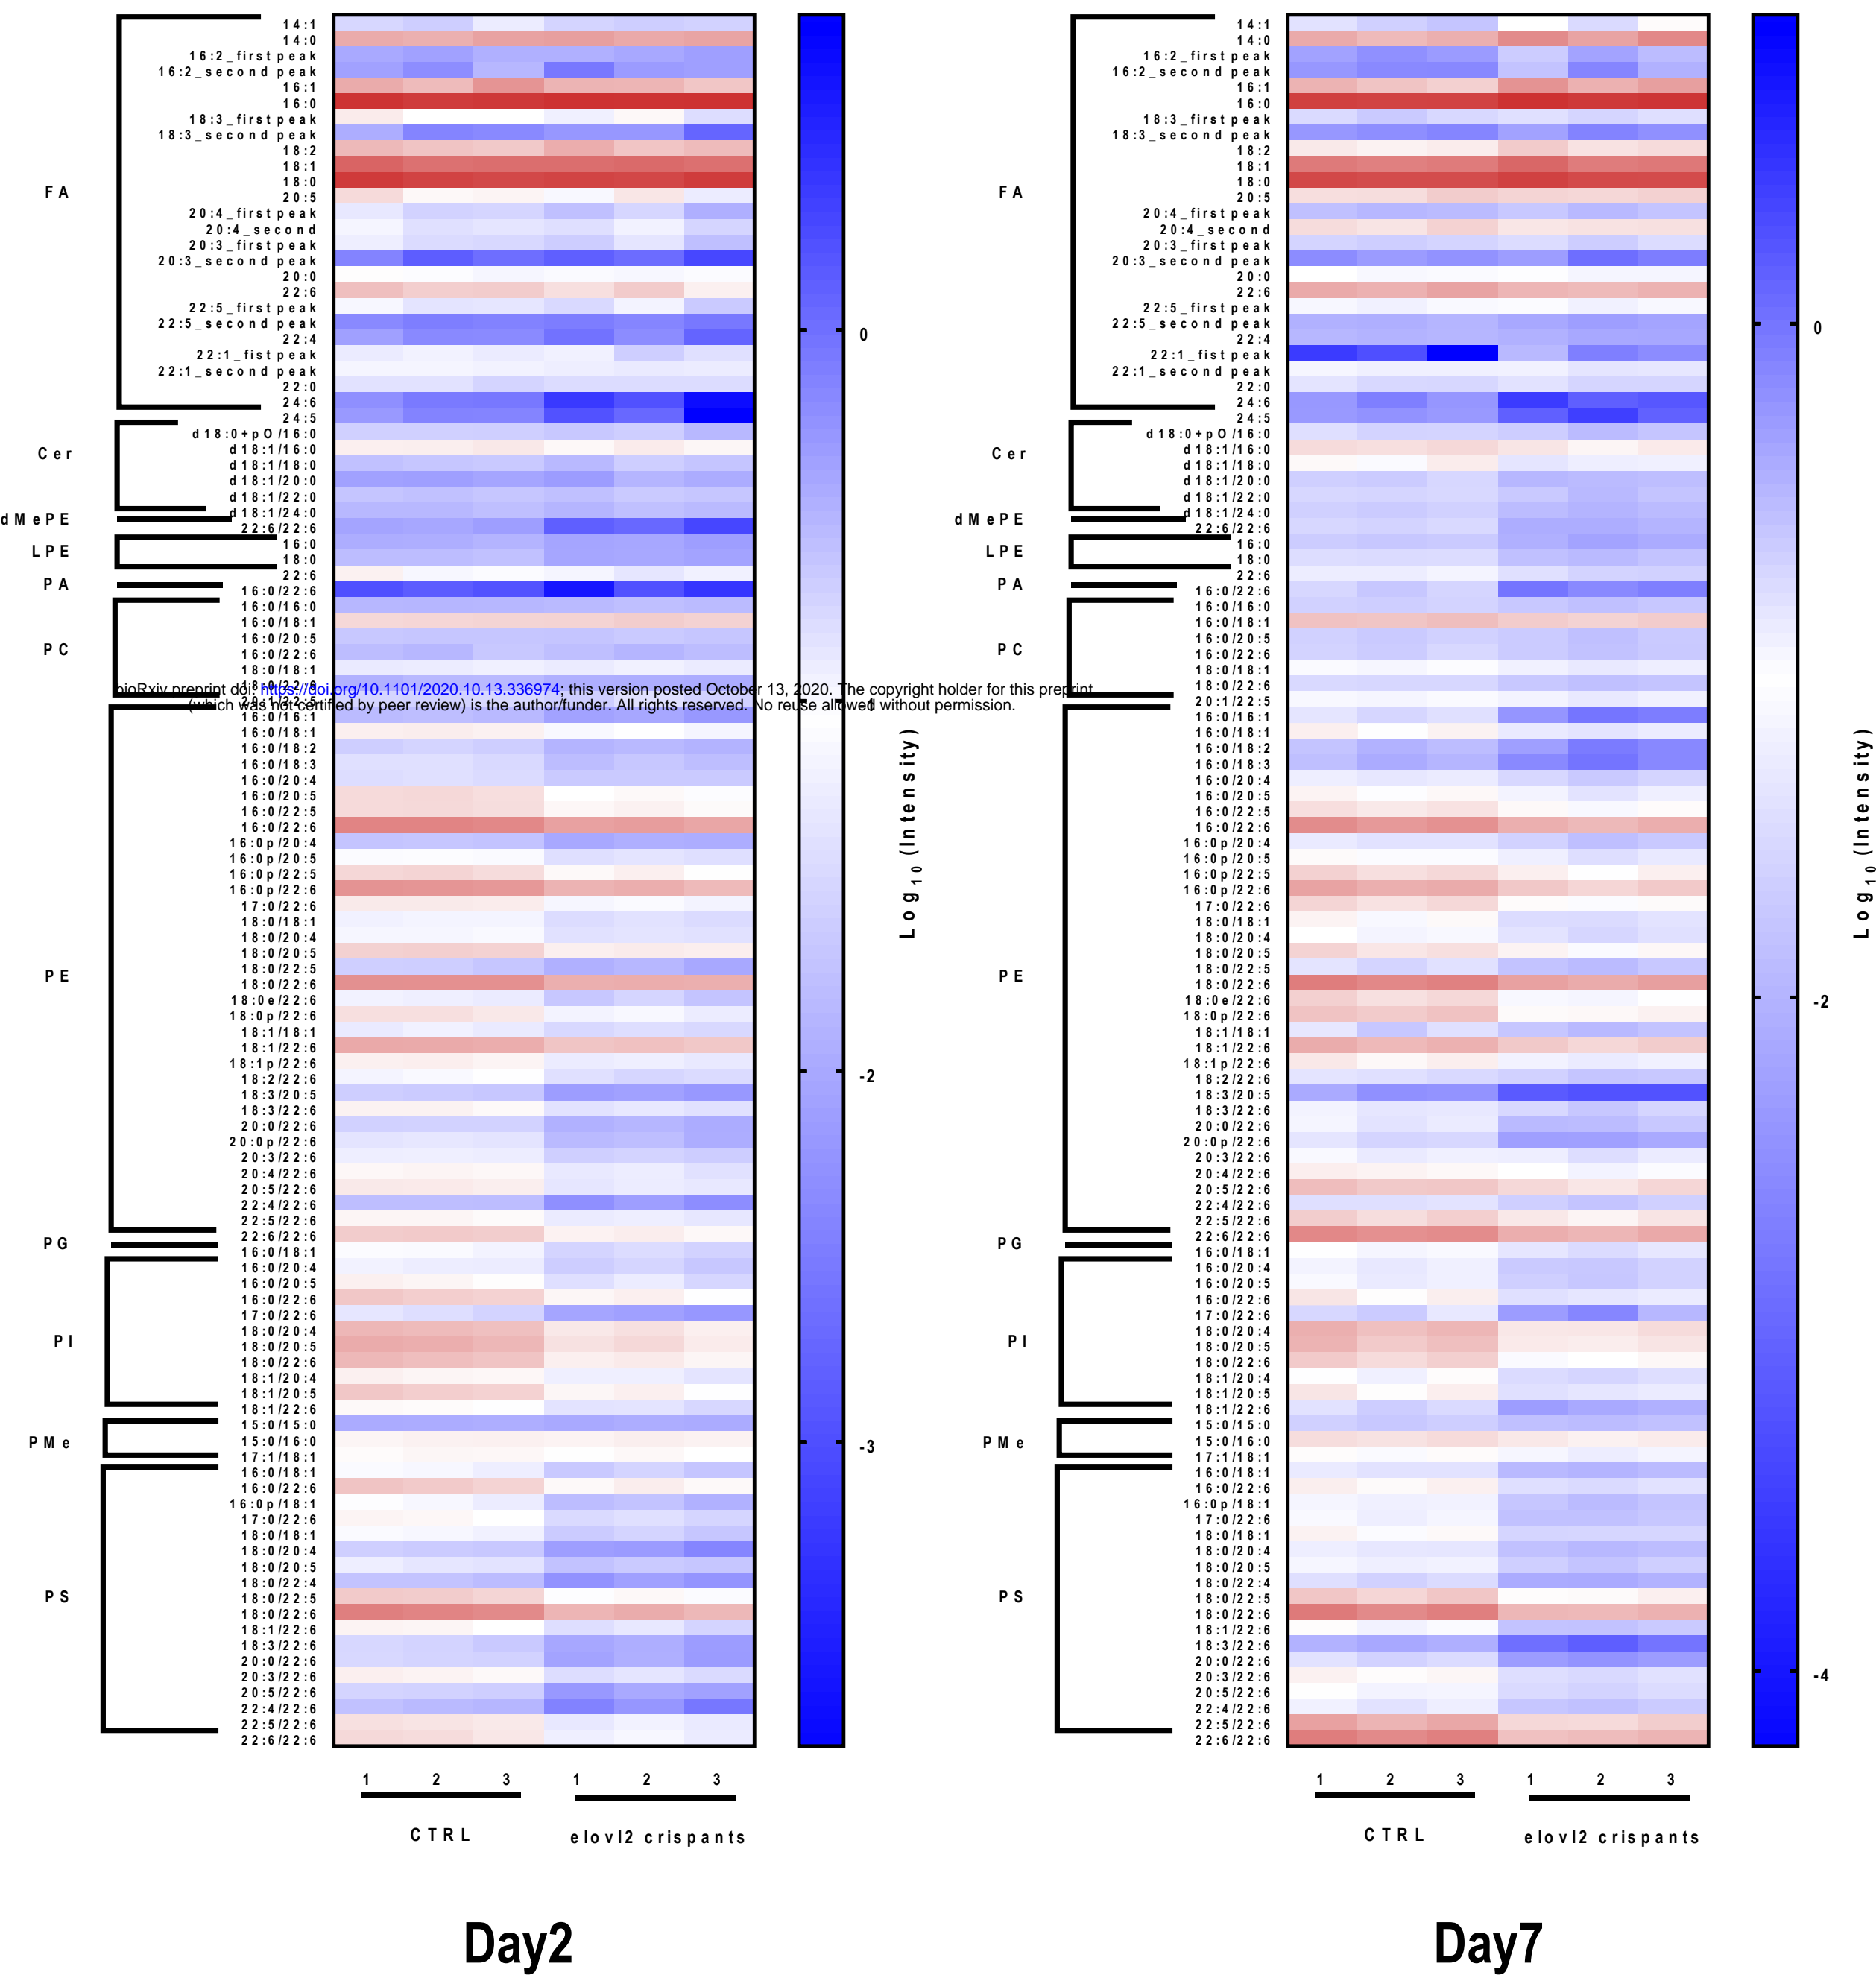 14:1
14:0
16:2_first peak
16:2_second peak
16:1
16:0
18:3_first peak
18:3_second peak
18:2
18:1
18:0
20:5
20:4_first peak
20:4_second
20:3_first peak
20:3_second peak
20:0
22:6
22:5_first peak
22:5_second peak
22:4
22:1_fist peak
22:1_second peak
22:0
24:6
24:5
FA
d18:0+pO/16:0
d18:1/16:0
d18:1/18:0
d18:1/20:0
d18:1/22:0
d18:1/24:0
Cer
dMePE
22:6/22:6
LPE
16:0
18:0
22:6
PA
16:0/22:6
PC
16:0/16:0
16:0/18:1
16:0/20:5
16:0/22:6
18:0/18:1
18:0/22:6
20:1/22:5
bioRxiv preprint doi: https://doi.org/10.1101/2020.10.13.336974; this version posted October 13, 2020. The copyright holder for this preprint
(which was not certified by peer review) is the author/funder. All rights reserved. No reuse allowed without permission.
PE
16:0/16:1
16:0/18:1
16:0/18:2
16:0/18:3
16:0/20:4
16:0/20:5
16:0/22:5
16:0/22:6
16:0p/20:4
16:0p/20:5
16:0p/22:5
16:0p/22:6
17:0/22:6
18:0/18:1
18:0/20:4
18:0/20:5
18:0/22:5
18:0/22:6
18:0e/22:6
18:0p/22:6
18:1/18:1
18:1/22:6
18:1p/22:6
18:2/22:6
18:3/20:5
18:3/22:6
20:0/22:6
20:0p/22:6
20:3/22:6
20:4/22:6
20:5/22:6
22:4/22:6
22:5/22:6
22:6/22:6
PG
16:0/18:1
PI
16:0/20:4
16:0/20:5
16:0/22:6
17:0/22:6
18:0/20:4
18:0/20:5
18:0/22:6
18:1/20:4
18:1/20:5
18:1/22:6
PMe
15:0/15:0
15:0/16:0
17:1/18:1
PS
16:0/18:1
16:0/22:6
16:0p/18:1
17:0/22:6
18:0/18:1
18:0/20:4
18:0/20:5
18:0/22:4
18:0/22:5
18:0/22:6
18:1/22:6
18:3/22:6
20:0/22:6
20:3/22:6
20:5/22:6
22:4/22:6
22:5/22:6
22:6/22:6
0
-1
-2
-3
Log10 (Intensity)
1 2 3 1 2 3
CTRL elovl2 crispants
Day2
14:1
14:0
16:2_first peak
16:2_second peak
16:1
16:0
18:3_first peak
18:3_second peak
18:2
18:1
18:0
20:5
20:4_first peak
20:4_second
20:3_first peak
20:3_second peak
20:0
22:6
22:5_first peak
22:5_second peak
22:4
22:1_fist peak
22:1_second peak
22:0
24:6
24:5
FA
d18:0+pO/16:0
d18:1/16:0
d18:1/18:0
d18:1/20:0
d18:1/22:0
d18:1/24:0
Cer
dMePE
22:6/22:6
LPE
16:0
18:0
22:6
PA
16:0/22:6
PC
16:0/16:0
16:0/18:1
16:0/20:5
16:0/22:6
18:0/18:1
18:0/22:6
20:1/22:5
PE
16:0/16:1
16:0/18:1
16:0/18:2
16:0/18:3
16:0/20:4
16:0/20:5
16:0/22:5
16:0/22:6
16:0p/20:4
16:0p/20:5
16:0p/22:5
16:0p/22:6
17:0/22:6
18:0/18:1
18:0/20:4
18:0/20:5
18:0/22:5
18:0/22:6
18:0e/22:6
18:0p/22:6
18:1/18:1
18:1/22:6
18:1p/22:6
18:2/22:6
18:3/20:5
18:3/22:6
20:0/22:6
20:0p/22:6
20:3/22:6
20:4/22:6
20:5/22:6
22:4/22:6
22:5/22:6
22:6/22:6
PG
16:0/18:1
PI
16:0/20:4
16:0/20:5
16:0/22:6
17:0/22:6
18:0/20:4
18:0/20:5
18:0/22:6
18:1/20:4
18:1/20:5
18:1/22:6
PMe
15:0/15:0
15:0/16:0
17:1/18:1
PS
16:0/18:1
16:0/22:6
16:0p/18:1
17:0/22:6
18:0/18:1
18:0/20:4
18:0/20:5
18:0/22:4
18:0/22:5
18:0/22:6
18:1/22:6
18:3/22:6
20:0/22:6
20:3/22:6
20:5/22:6
22:4/22:6
22:5/22:6
22:6/22:6
0
-2
-4
Log10 (Intensity)
1 2 3 1 2 3
CTRL elovl2 crispants
Day7